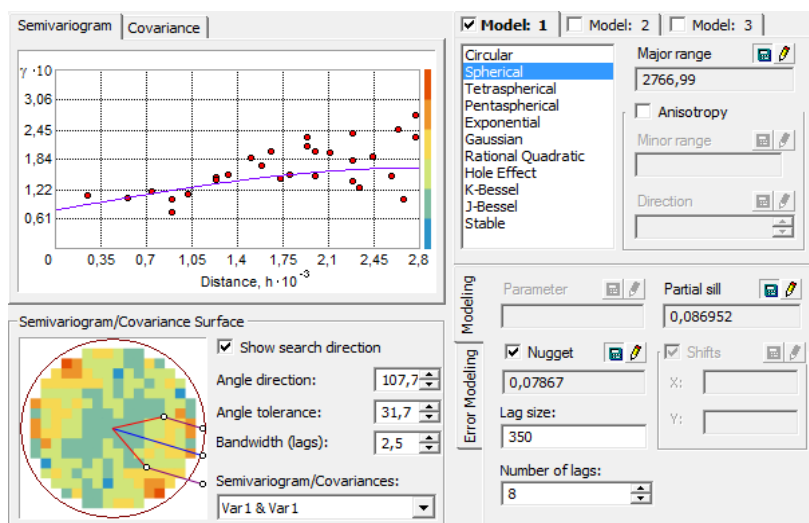 Semivariogram
Covariance
γ · 10
3,06
2,45
1,84
1,22
0,61
0
0,35
0,7
1,05
1,4
1,75
2,1
2,45
2,8
Distance, h · 10 -3
Semivariogram/Covariance Surface
Show search direction
Angle direction:
107,7
Angle tolerance:
31,7
Bandwidth (lags):
2,5
Semivariogram/Covariances:
Var1 & Var1
Model: 1
Model: 2
Model: 3
Circular
Spherical
Tetraspherical
Pentaspherical
Exponential
Gaussian
Rational Quadratic
Hole Effect
K-Bessel
J-Bessel
Stable
Major range
2766,99
Anisotropy
Minor range
Direction
Modeling
Error Modeling
Parameter
Partial sill
0,086952
Nugget
0,07867
Shifts
X:
Y:
Lag size:
350
Number of lags:
8